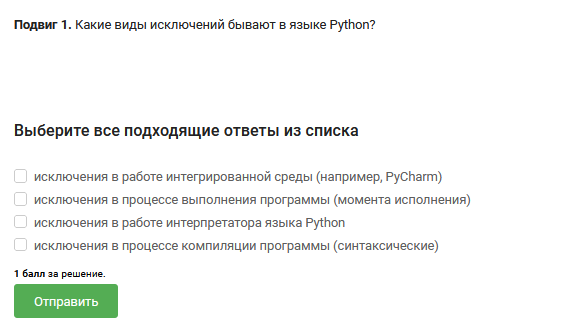 Подвиг 1. Какие виды исключений бывают в языке Python?
Выберите все подходящие ответы из списка
исключения в работе интегрированной среды (например, PyCharm)
исключения в процессе выполнения программы (момента исполнения)
исключения в работе интерпретатора языка Python
исключения в процессе компиляции программы (синтаксические)
1 балл за решение.
Отправить